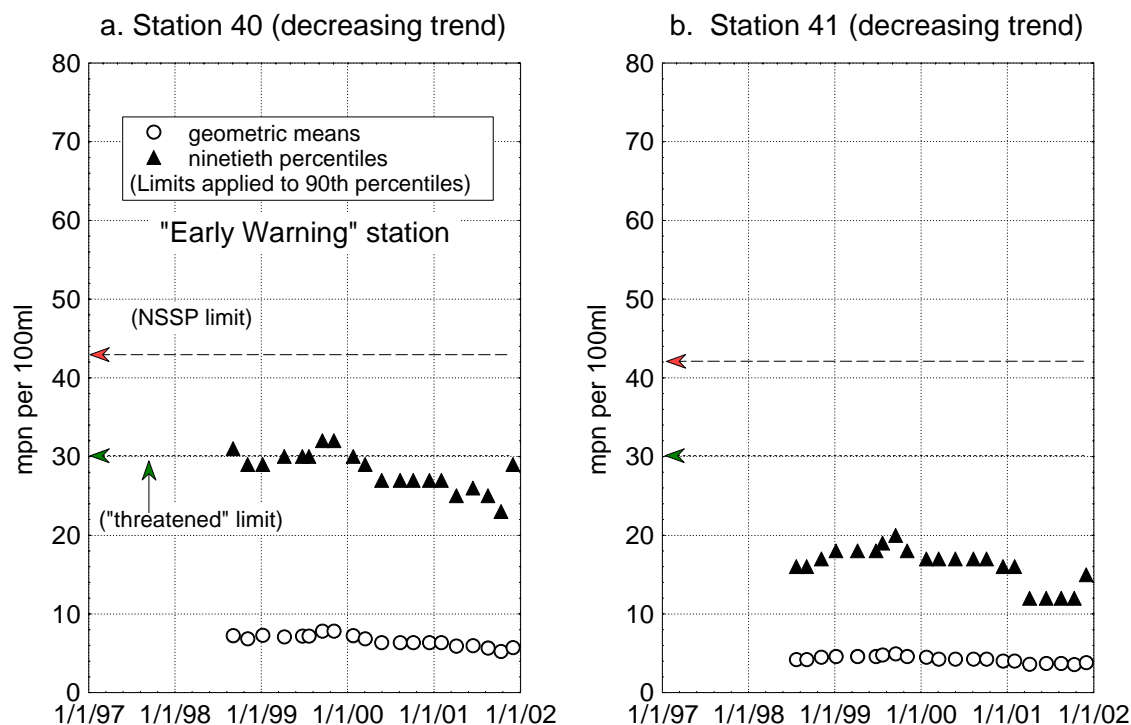 a. Station 40 (decreasing trend)
80
70
60
50
40
30
20
10
0
mpn per 100ml
geometric means
ninetieth percentiles
(Limits applied to 90th percentiles)
"Early Warning" station
(NSSP limit)
("threatened" limit)
1/1/97 1/1/98 1/1/99 1/1/00 1/1/01 1/1/02
b. Station 41 (decreasing trend)
80
70
60
50
40
30
20
10
0
mpn per 100ml
1/1/97 1/1/98 1/1/99 1/1/00 1/1/01 1/1/02